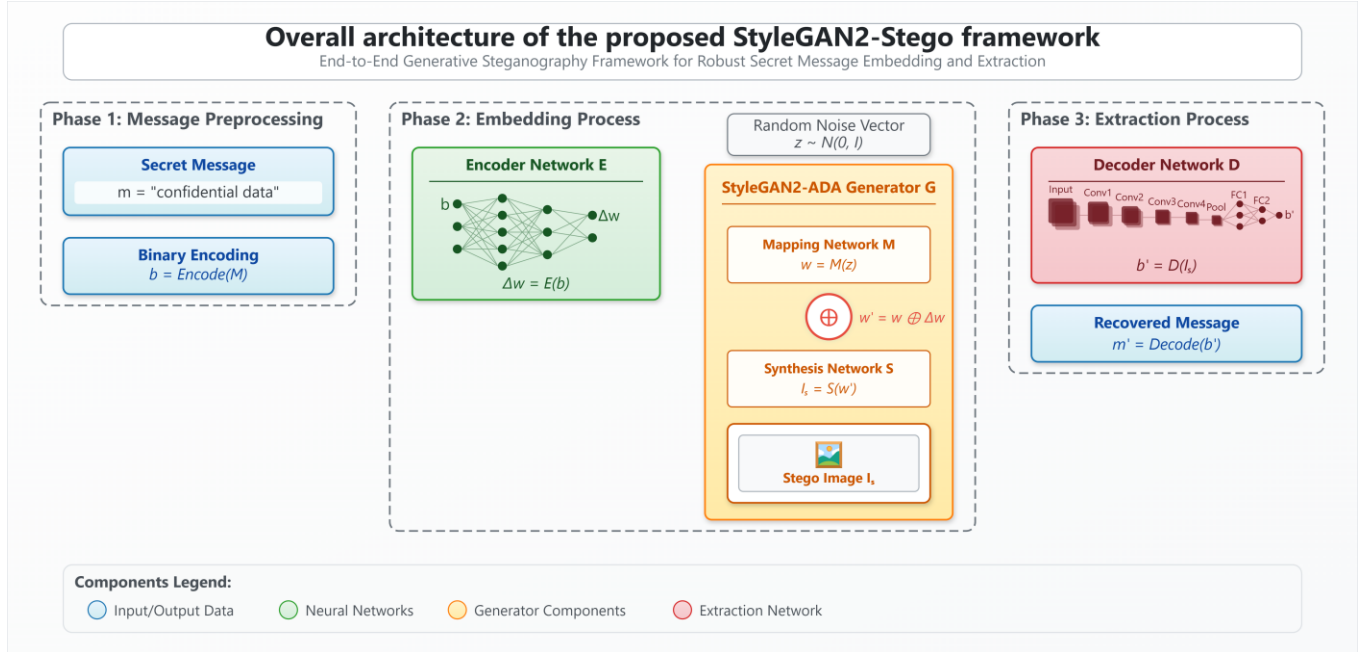 Overall architecture of the proposed StyleGAN2-Stego framework
End-to-End Generative Steganography Framework for Robust Secret Message Embedding and Extraction
Phase 1: Message Preprocessing
Secret Message
m = "confidential data"
Binary Encoding
b = Encode(M)
Phase 2: Embedding Process
Encoder Network E
b
Δw
Δw = E(b)
Random Noise Vector
z ~ N(0, I)
StyleGAN2-ADA Generator G
Mapping Network M
w = M(z)
⊕ w' = w ⊕ Δw
Synthesis Network S
Iₛ = S(w')
Stego Image Iₛ
Phase 3: Extraction Process
Decoder Network D
Input Conv1 Conv2 Conv3 Conv4 Pool FC1 FC2
b'
b' = D(Iₛ)
Recovered Message
m' = Decode(b')
Components Legend:
Input/Output Data Neural Networks Generator Components Extraction Network